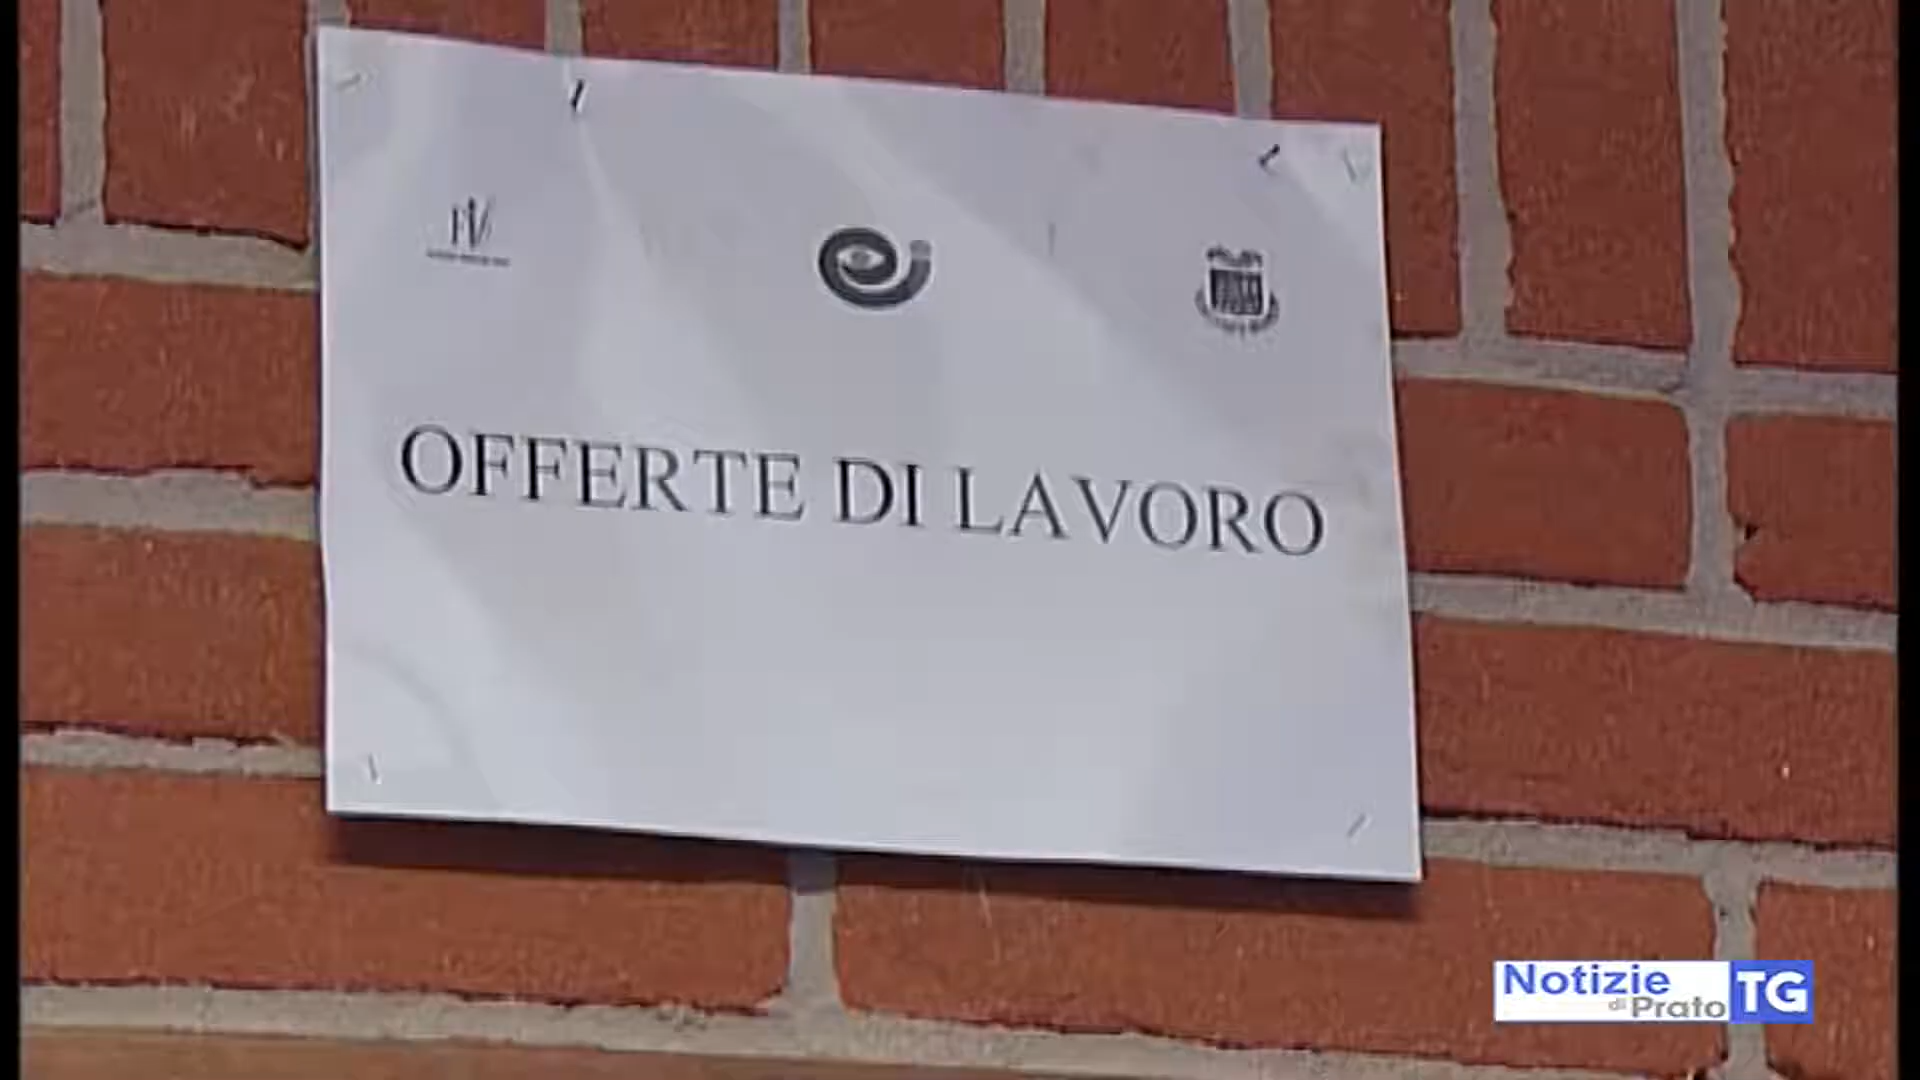 OFFERTE DI LAVORO
Notizie
di Prato
TG